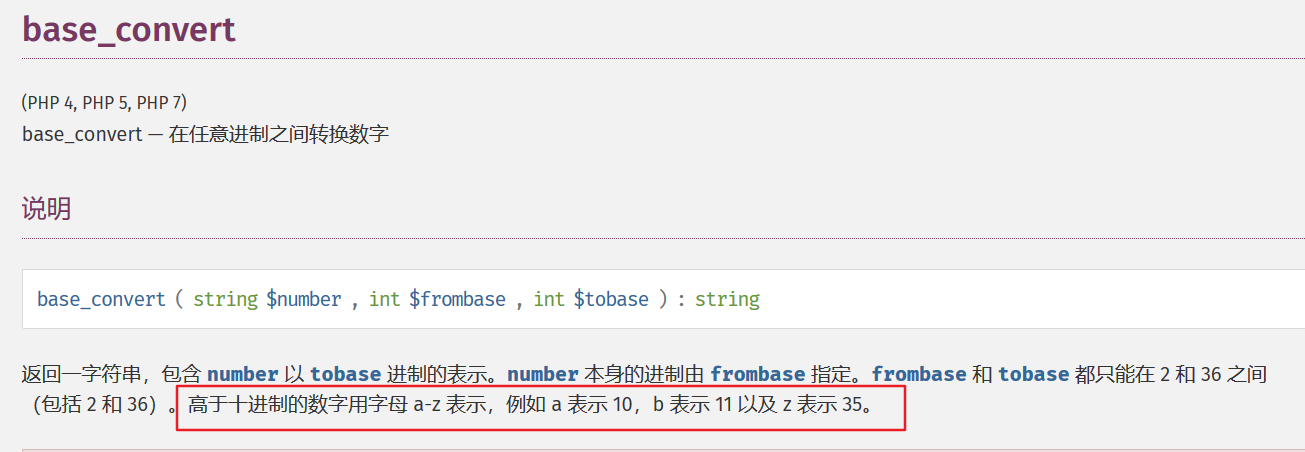 base_convert
(PHP 4, PHP 5, PHP 7)
base_convert — 在任意进制之间转换数字
说明
base_convert ( string $number , int $frombase , int $tobase ) : string
返回一字符串，包含 number 以 tobase 进制的表示。number 本身的进制由 frombase 指定。frombase 和 tobase 都只能在 2 和 36 之间
（包括 2 和 36）。高于十进制的数字用字母 a-z 表示，例如 a 表示 10，b 表示 11 以及 z 表示 35。